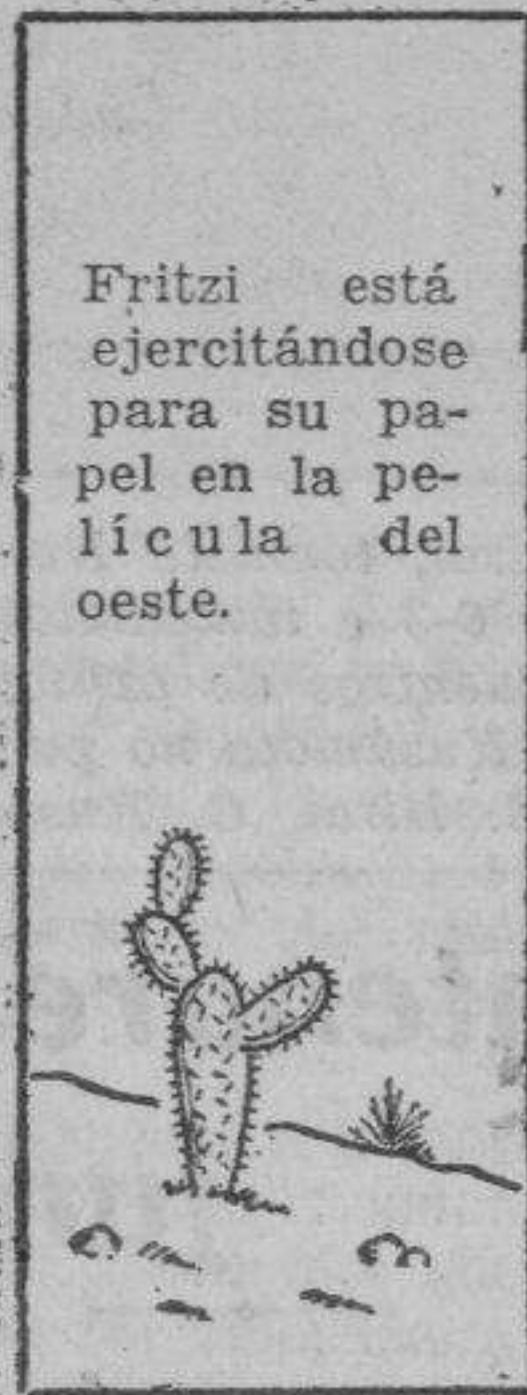 Fritzi está
ejercitándose
para su pa-
pel en la pe-
lícula del
oeste.